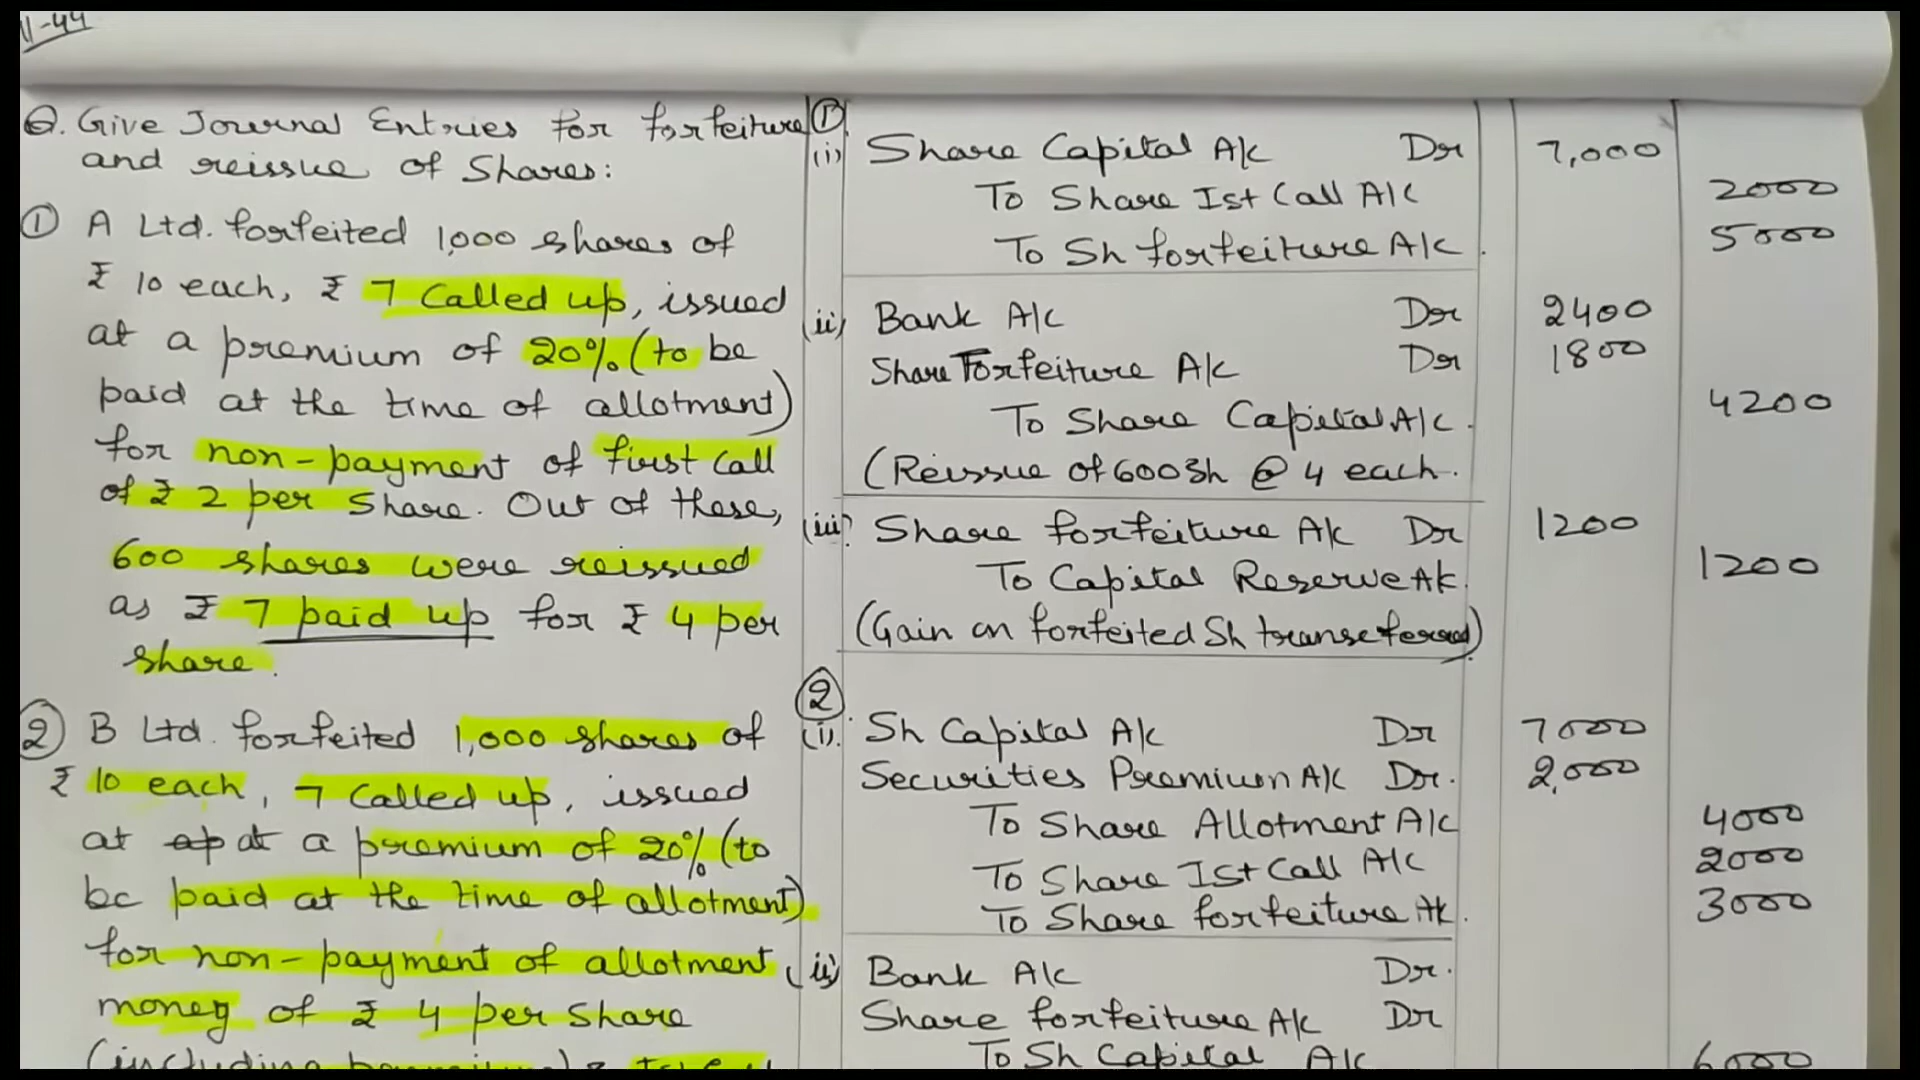 11-44
Q. Give Journal Entries for forfeiture
and reissue of Shares:
① A Ltd. forfeited 1,000 shares of
₹ 10 each, ₹ 7 Called up, issued
at a premium of 20% (to be
paid at the time of allotment)
for non-payment of first call
of ₹ 2 per share. Out of these,
600 shares were reissued
as ₹ 7 paid up for ₹ 4 per
share.
② B Ltd. forfeited 1,000 shares of
₹ 10 each, 7 Called up, issued
at at a premium of 20% (to
be paid at the time of allotment)
for non-payment of allotment
money of ₹ 4 per share
(including premium) &
①
(i) Share Capital A/c Dr 7,000
To Share Ist Call A/c 2000
To Sh forfeiture A/c. 5000
(ii) Bank A/c Dr 2400
Share Forfeiture A/c Dr 1800
To Share Capital A/c. 4200
(Reissue of 600 Sh @ 4 each.
(iii) Share forfeiture A/c Dr 1200
To Capital Reserve A/c. 1200
(Gain on forfeited Sh transferred)
②
(i). Sh Capital A/c Dr 7000
Securities Premium A/c Dr. 2,000
To Share Allotment A/c 4000
To Share Ist Call A/c 2000
To Share forfeiture A/c. 3000
(ii) Bank A/c Dr.
Share forfeiture A/c Dr
To Sh Capital A/c 6000